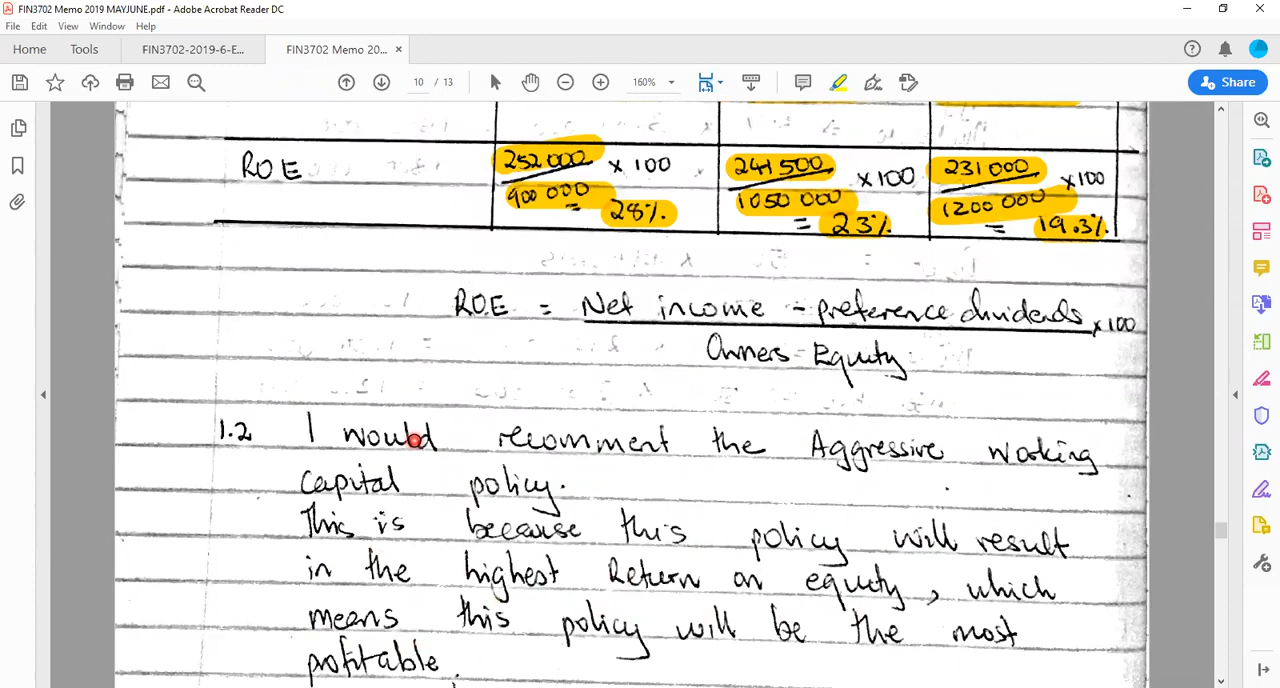 FIN3702 Memo 2019 MAYJUNE.pdf - Adobe Acrobat Reader DC
File Edit View Window Help
Home Tools FIN3702-2019-6-E... FIN3702 Memo 20... ×
10 / 13 160% Share
ROE 252 000 × 100 241 500 × 100 231 000 × 100
900 000 1050 000 1200 000
= 28% = 23% = 19.3%
ROE = Net income - preference dividends × 100
Owners Equity
1.2 I would recomment the Aggressive working
capital policy.
This is because this policy will result
in the highest Return on equity, which
means this policy will be the most
profitable.